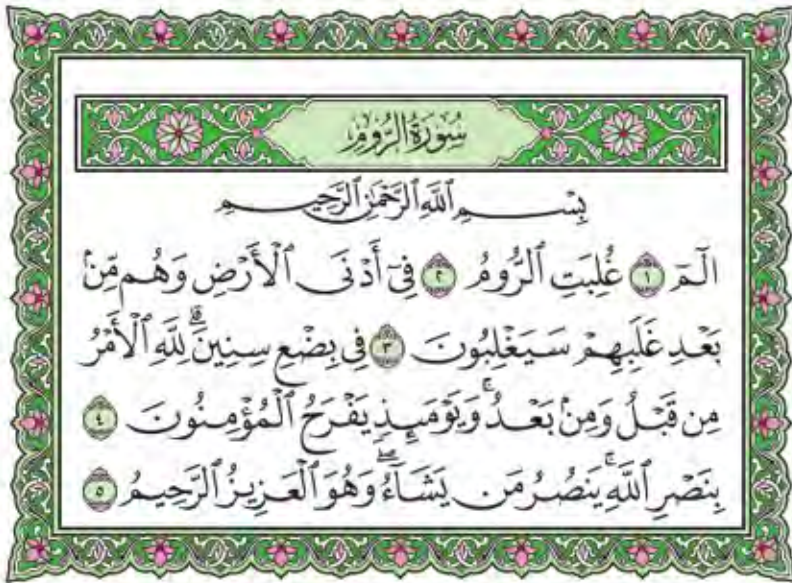 سُورَةُ الرُّومِ
بِسْمِ ٱللَّهِ ٱلرَّحْمَٰنِ ٱلرَّحِيمِ
الٓمٓ ١ غُلِبَتِ ٱلرُّومُ ٢ فِىٓ أَدْنَى ٱلْأَرْضِ وَهُم مِّنۢ
بَعْدِ غَلَبِهِمْ سَيَغْلِبُونَ ٣ فِى بِضْعِ سِنِينَۗ لِلَّهِ ٱلْأَمْرُ
مِن قَبْلُ وَمِنۢ بَعْدُۚ وَيَوْمَئِذٍ يَفْرَحُ ٱلْمُؤْمِنُونَ ٤
بِنَصْرِ ٱللَّهِۚ يَنصُرُ مَن يَشَآءُۖ وَهُوَ ٱلْعَزِيزُ ٱلرَّحِيمُ ٥